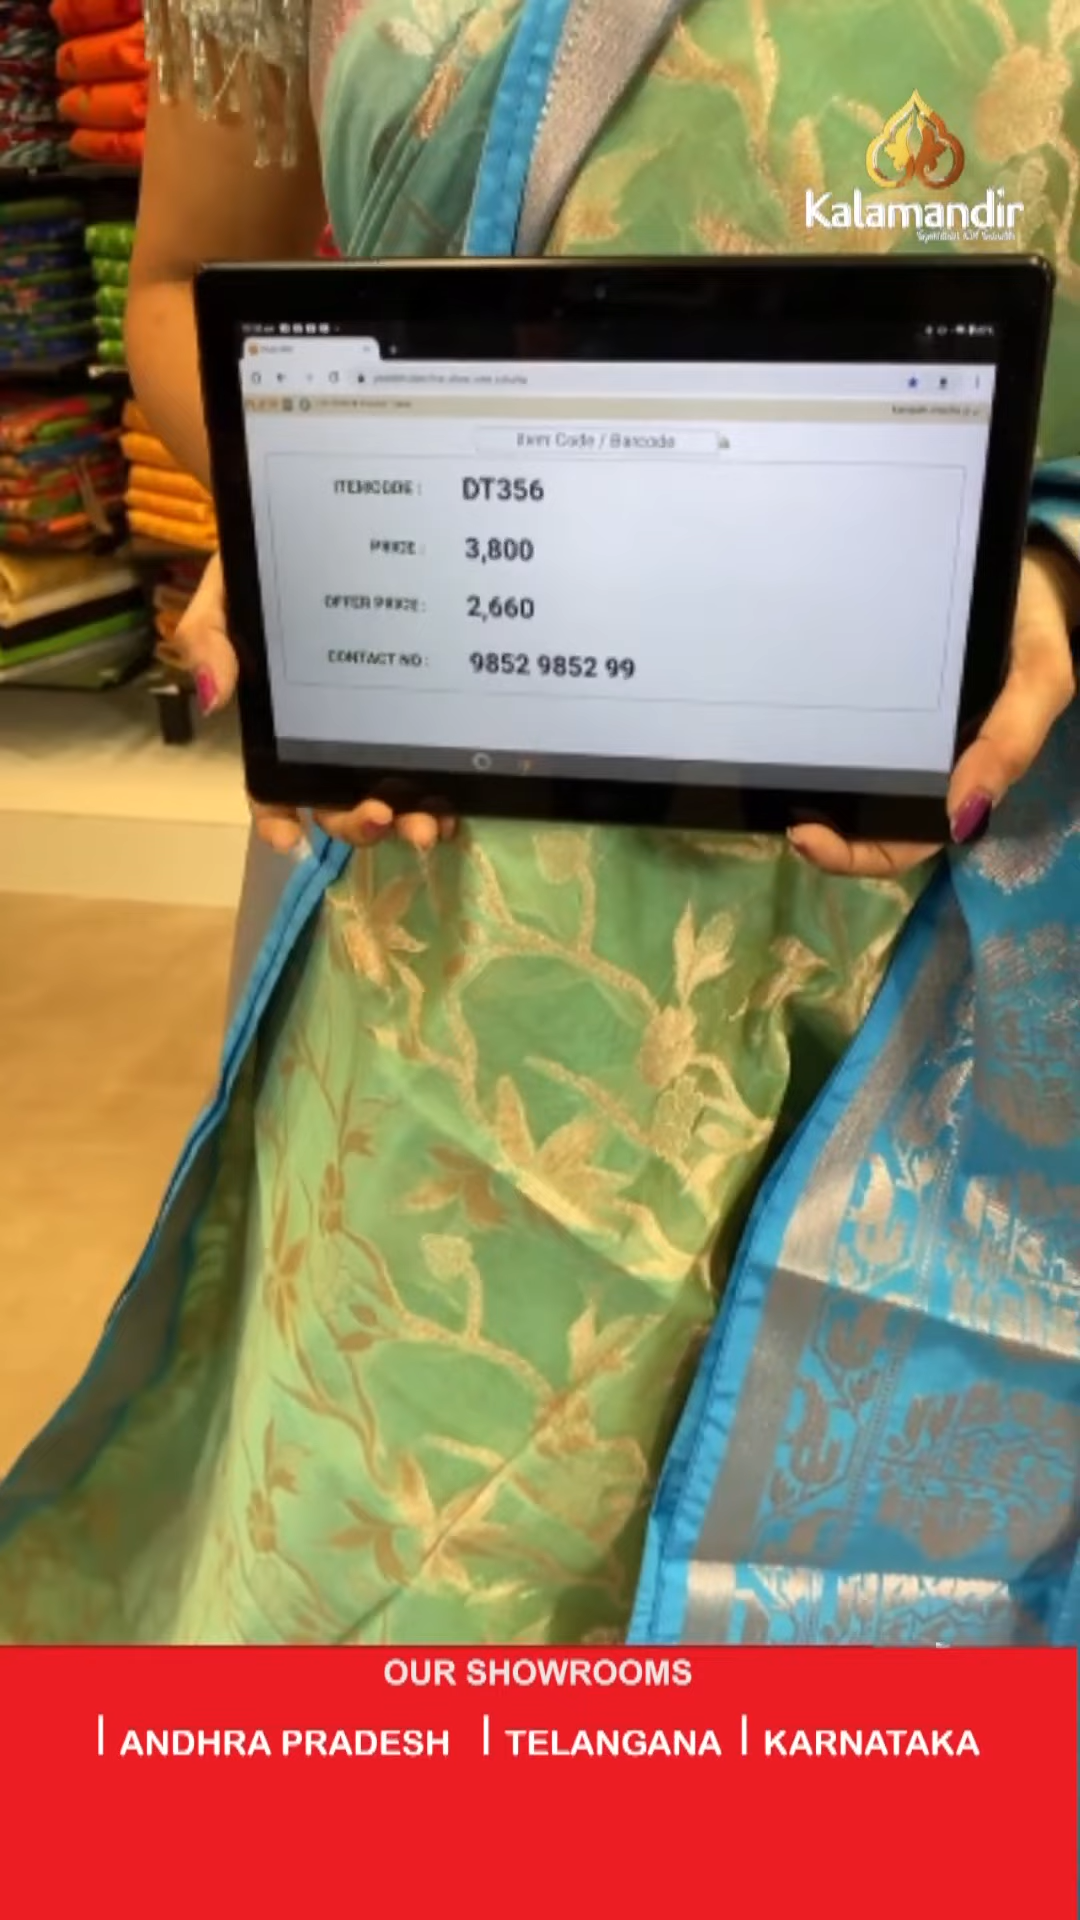 Kalamandir
Item Code / Barcode
ITEMCODE : DT356
PRICE : 3,800
OFFER PRICE : 2,660
CONTACT NO : 9852 9852 99
OUR SHOWROOMS
| ANDHRA PRADESH | TELANGANA | KARNATAKA